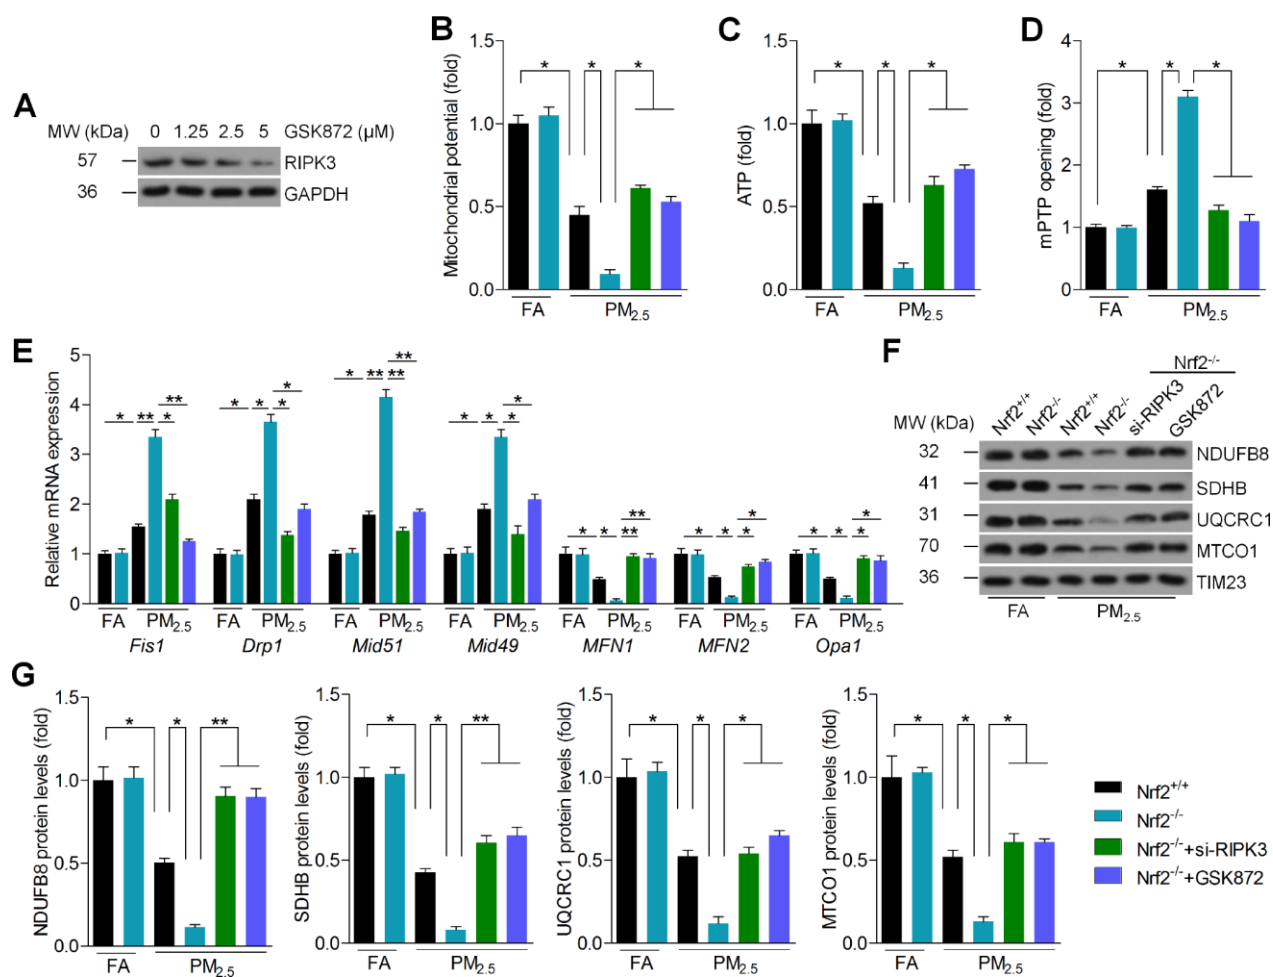 A
MW (kDa) 0 1.25 2.5 5 GSK872 (µM)
57 RIPK3
36 GAPDH
B
Mitochondrial potential (fold)
1.5
1.0
0.5
0.0
* * *
FA PM2.5
C
ATP (fold)
1.5
1.0
0.5
0.0
* * *
FA PM2.5
D
mPTP opening (fold)
4
3
2
1
0
* * *
FA PM2.5
E
Relative mRNA expression
5
4
3
2
1
0
* ** ** *
* * * *
* ** ** **
* * * *
* * ** **
* * * *
* * * *
FA PM2.5 FA PM2.5 FA PM2.5 FA PM2.5 FA PM2.5 FA PM2.5 FA PM2.5
Fis1 Drp1 Mid51 Mid49 MFN1 MFN2 Opa1
F
Nrf2-/-
MW (kDa) Nrf2+/+ Nrf2-/- Nrf2+/+ Nrf2-/- si-RIPK3 GSK872
32 NDUFB8
41 SDHB
31 UQCRC1
70 MTCO1
36 TIM23
FA PM2.5
G
NDUFB8 protein levels (fold)
1.5
1.0
0.5
0.0
* * **
FA PM2.5
SDHB protein levels (fold)
1.5
1.0
0.5
0.0
* * **
FA PM2.5
UQCRC1 protein levels (fold)
1.5
1.0
0.5
0.0
* * *
FA PM2.5
MTCO1 protein levels (fold)
1.5
1.0
0.5
0.0
* * *
FA PM2.5
Nrf2+/+
Nrf2-/-
Nrf2-/-+si-RIPK3
Nrf2-/-+GSK872